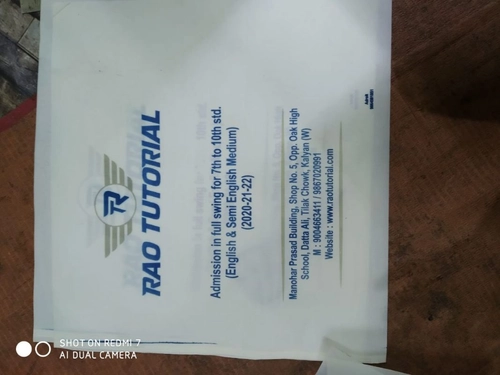 RAO TUTORIAL
Admission in full swing for 7th to 10th std.
(English & Semi English Medium)
(2020-21-22)
Manohar Prasad Building, Shop No. 5, Opp. Oak High
School, Datta Ali, Tilak Chowk, Kalyan (W)
M : 9004663411 / 9867020991
Website : www.raotutorial.com
SHOT ON REDMI 7
AI DUAL CAMERA